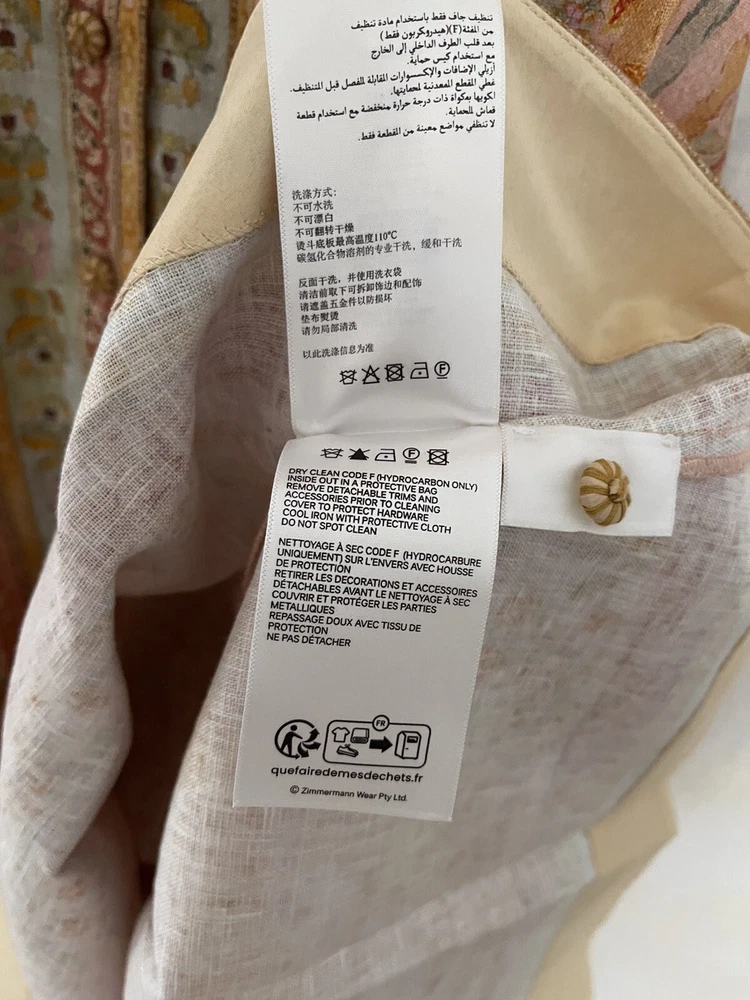 تنظيف جاف فقط باستخدام مادة تنظيف
من الفئة(F)(هيدروكربون فقط)
بعد قلب الطرف الداخلي إلى الخارج
مع استخدام كيس حماية.
أزيلي الإضافات والإكسسوارات القابلة للفصل قبل التنظيف.
غطي القطع المعدنية لحمايتها.
اكويها بمكواة ذات درجة حرارة منخفضة مع استخدام قطعة
قماش للحماية.
لا تنظفي مواضع معينة من القطعة فقط.
洗涤方式:
不可水洗
不可漂白
不可翻转干燥
熨斗底板最高温度110℃
碳氢化合物溶剂的专业干洗，缓和干洗
反面干洗，并使用洗衣袋
清洁前取下可拆卸饰边和配饰
请遮盖五金件以防损坏
垫布熨烫
请勿局部清洗
以此洗涤信息为准
F
F
DRY CLEAN CODE F (HYDROCARBON ONLY)
INSIDE OUT IN A PROTECTIVE BAG
REMOVE DETACHABLE TRIMS AND
ACCESSORIES PRIOR TO CLEANING
COVER TO PROTECT HARDWARE
COOL IRON WITH PROTECTIVE CLOTH
DO NOT SPOT CLEAN
NETTOYAGE À SEC CODE F (HYDROCARBURE
UNIQUEMENT) SUR L'ENVERS AVEC HOUSSE
DE PROTECTION
RETIRER LES DECORATIONS ET ACCESSOIRES
DÉTACHABLES AVANT LE NETTOYAGE À SEC
COUVRIR ET PROTÉGER LES PARTIES
METALLIQUES
REPASSAGE DOUX AVEC TISSU DE
PROTECTION
NE PAS DÉTACHER
FR
quefairedemesdechets.fr
© Zimmermann Wear Pty Ltd.